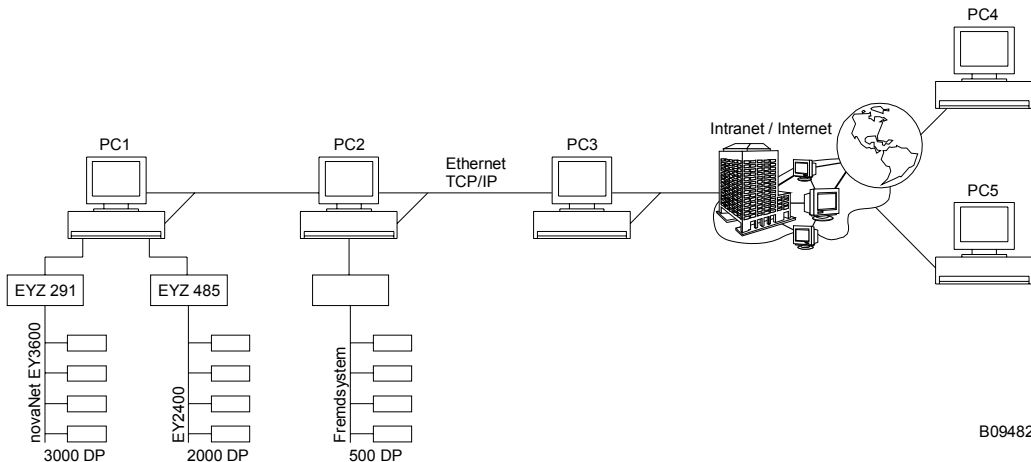 PC4
PC1
PC2
Ethernet
TCP/IP
PC3
Intranet / Internet
PC5
EYZ 291
EYZ 485
novaNet EY3600
EY2400
Fremdsystem
3000 DP
2000 DP
500 DP
B09482